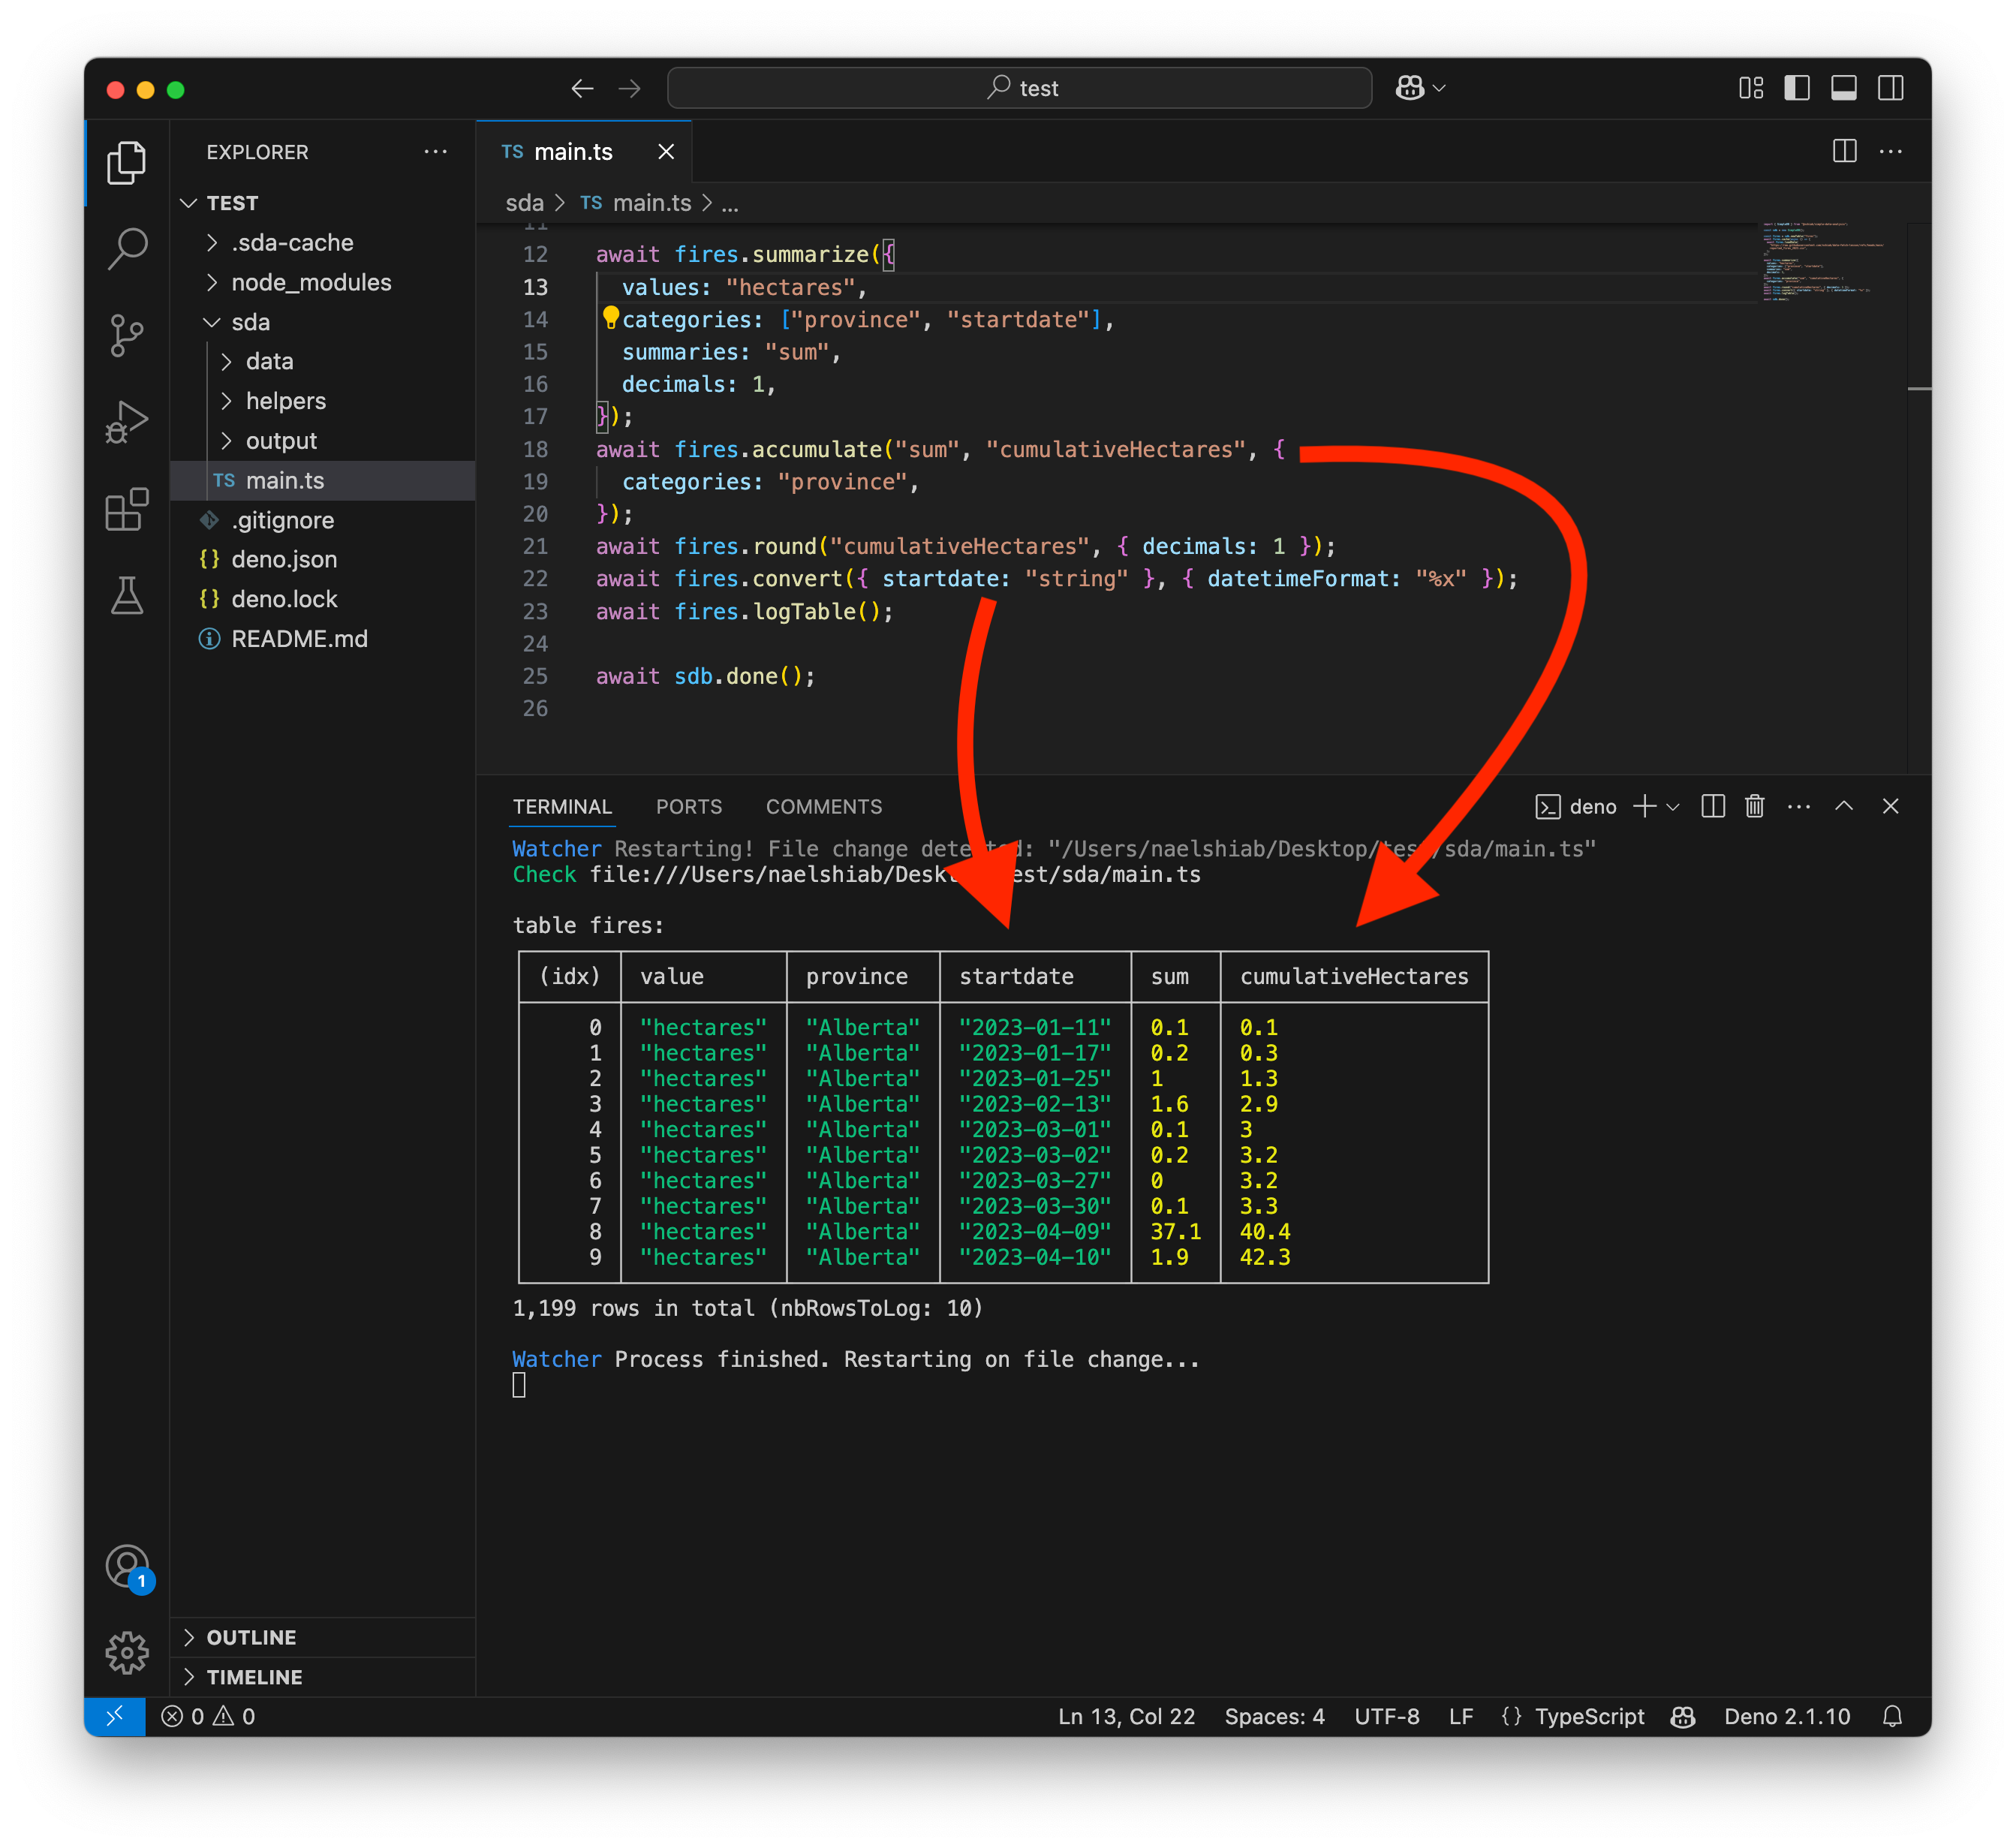 test
EXPLORER
TEST
.sda-cache
node_modules
sda
data
helpers
output
TS main.ts
.gitignore
{} deno.json
{} deno.lock
README.md
OUTLINE
TIMELINE
1
TS main.ts
sda > TS main.ts > ...
11
12 await fires.summarize({
13 values: "hectares",
14 categories: ["province", "startdate"],
15 summaries: "sum",
16 decimals: 1,
17 });
18 await fires.accumulate("sum", "cumulativeHectares", {
19 categories: "province",
20 });
21 await fires.round("cumulativeHectares", { decimals: 1 });
22 await fires.convert({ startdate: "string" }, { datetimeFormat: "%x" });
23 await fires.logTable();
24
25 await sdb.done();
26
TERMINAL PORTS COMMENTS deno
Watcher Restarting! File change detected: "/Users/naelshiab/Desktop/test/sda/main.ts"
Check file:///Users/naelshiab/Desktop/test/sda/main.ts
table fires:
(idx) value province startdate sum cumulativeHectares
0 "hectares" "Alberta" "2023-01-11" 0.1 0.1
1 "hectares" "Alberta" "2023-01-17" 0.2 0.3
2 "hectares" "Alberta" "2023-01-25" 1 1.3
3 "hectares" "Alberta" "2023-02-13" 1.6 2.9
4 "hectares" "Alberta" "2023-03-01" 0.1 3
5 "hectares" "Alberta" "2023-03-02" 0.2 3.2
6 "hectares" "Alberta" "2023-03-27" 0 3.2
7 "hectares" "Alberta" "2023-03-30" 0.1 3.3
8 "hectares" "Alberta" "2023-04-09" 37.1 40.4
9 "hectares" "Alberta" "2023-04-10" 1.9 42.3
1,199 rows in total (nbRowsToLog: 10)
Watcher Process finished. Restarting on file change...
0 0 Ln 13, Col 22 Spaces: 4 UTF-8 LF {} TypeScript Deno 2.1.10